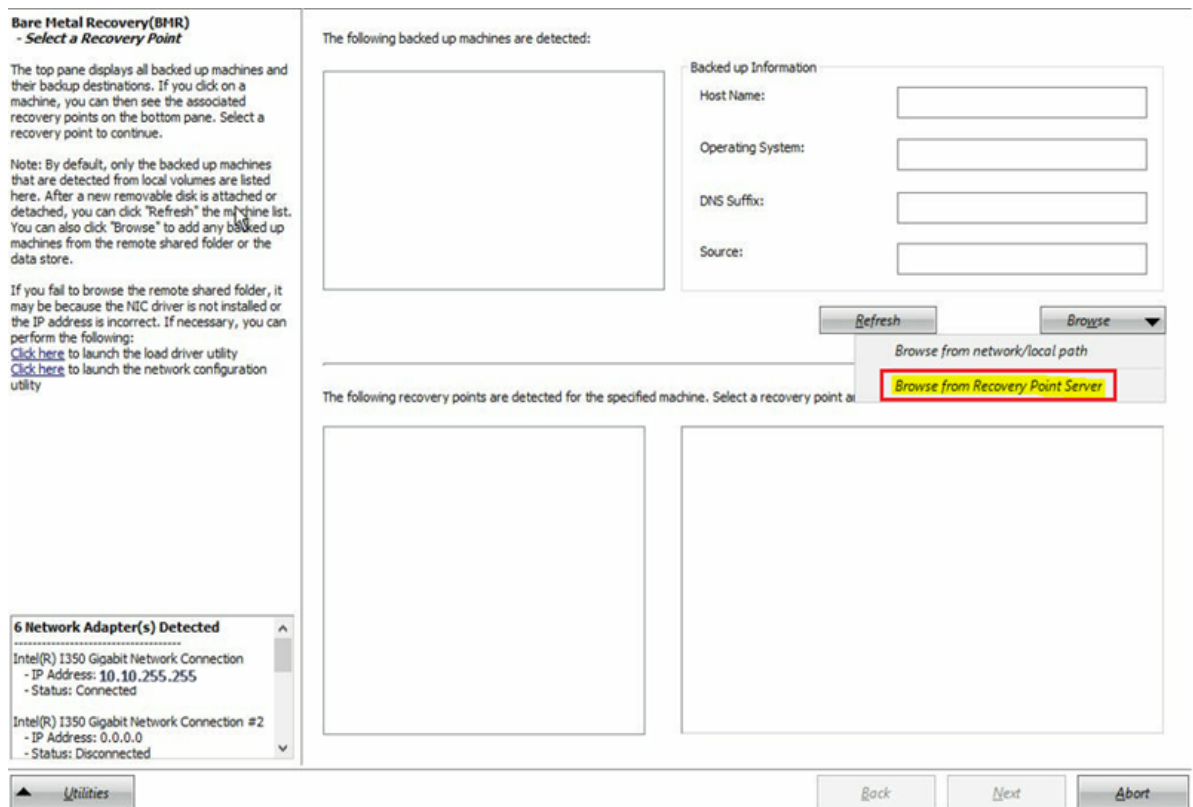 Bare Metal Recovery(BMR)
- Select a Recovery Point
The top pane displays all backed up machines and
their backup destinations. If you click on a
machine, you can then see the associated
recovery points on the bottom pane. Select a
recovery point to continue.
Note: By default, only the backed up machines
that are detected from local volumes are listed
here. After a new removable disk is attached or
detached, you can click "Refresh" the machine list.
You can also click "Browse" to add any backed up
machines from the remote shared folder or the
data store.
If you fail to browse the remote shared folder, it
may be because the NIC driver is not installed or
the IP address is incorrect. If necessary, you can
perform the following:
Click here to launch the load driver utility
Click here to launch the network configuration
utility
6 Network Adapter(s) Detected
------------------------------------
Intel(R) I350 Gigabit Network Connection
- IP Address: 10.10.255.255
- Status: Connected
Intel(R) I350 Gigabit Network Connection #2
- IP Address: 0.0.0.0
- Status: Disconnected
The following backed up machines are detected:
Backed up Information
Host Name:
Operating System:
DNS Suffix:
Source:
Refresh
Browse
Browse from network/local path
Browse from Recovery Point Server
The following recovery points are detected for the specified machine. Select a recovery point
Utilities
Back
Next
Abort